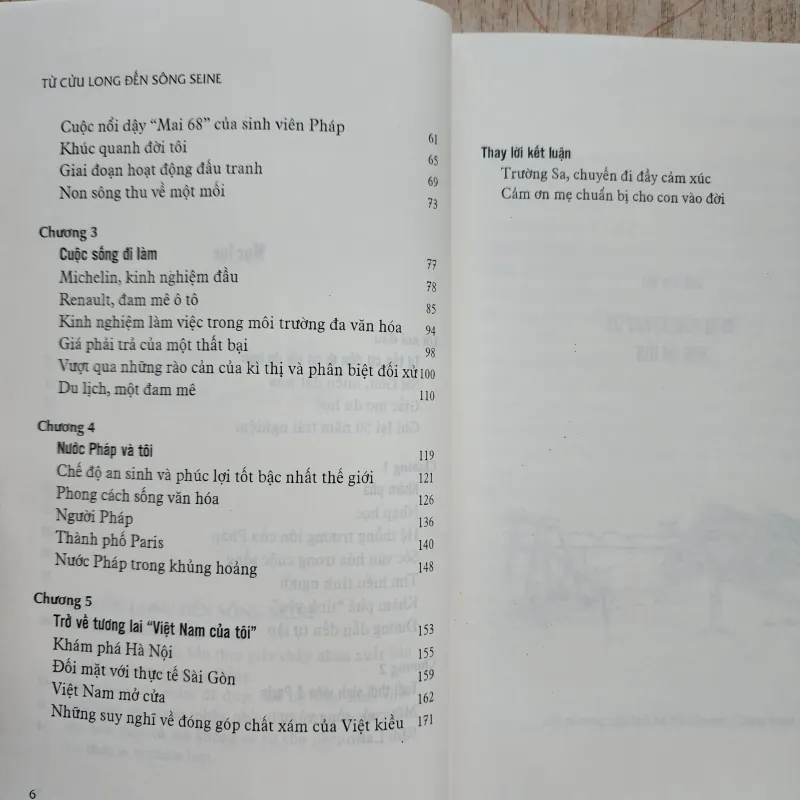 TỪ CỬU LONG ĐẾN SÔNG SEINE
Cuộc nổi dậy “Mai 68” của sinh viên Pháp 61
Khúc quanh đời tôi 65
Giai đoạn hoạt động đấu tranh 69
Non sông thu về một mối 73
Chương 3
Cuộc sống đi làm 77
Michelin, kinh nghiệm đầu 78
Renault, đam mê ô tô 85
Kinh nghiệm làm việc trong môi trường đa văn hóa 94
Giá phải trả của một thất bại 98
Vượt qua những rào cản của kì thị và phân biệt đối xử 100
Du lịch, một đam mê 110
Chương 4
Nước Pháp và tôi 119
Chế độ an sinh và phúc lợi tốt bậc nhất thế giới 121
Phong cách sống văn hóa 126
Người Pháp 136
Thành phố Paris 140
Nước Pháp trong khủng hoảng 148
Chương 5
Trở về tương lai “Việt Nam của tôi” 153
Khám phá Hà Nội 155
Đối mặt với thực tế Sài Gòn 159
Việt Nam mở cửa 162
Những suy nghĩ về đóng góp chất xám của Việt kiều 171
6
Thay lời kết luận
Trường Sa, chuyến đi đầy cảm xúc
Cảm ơn mẹ chuẩn bị cho con vào đời